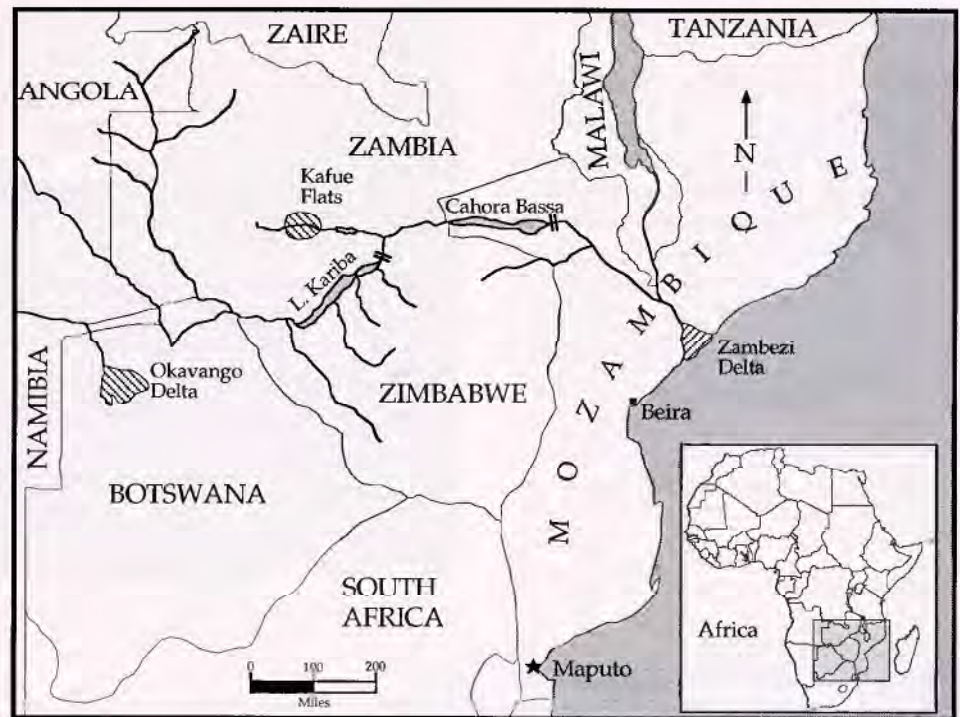 ZAIRE
TANZANIA
ANGOLA
MALAWI
ZAMBIA
N
Kafue
Flats
Cahora Bassa
L. Kariba
MOZAMBIQUE
Zambezi
Delta
Okavango
Delta
NAMIBIA
ZIMBABWE
Beira
BOTSWANA
SOUTH
AFRICA
Africa
0 100 200
Miles
Maputo